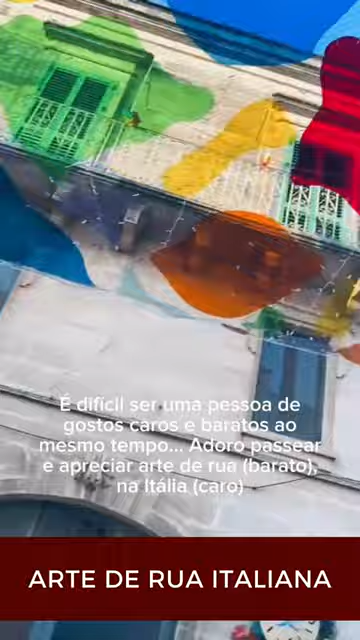 É difícil ser uma pessoa de
gostos caros e baratos ao
mesmo tempo... Adoro passear
e apreciar arte de rua (barato),
na Itália (caro)
ARTE DE RUA ITALIANA